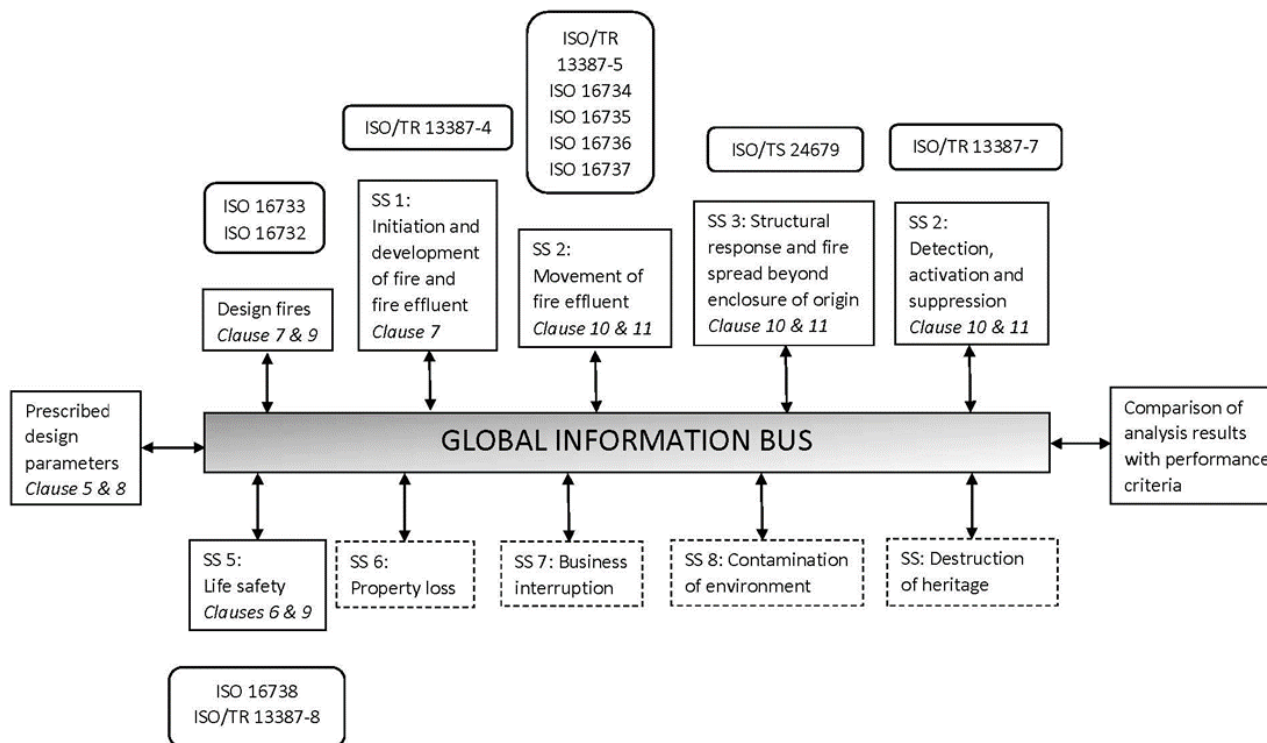 ISO/TR
13387-5
ISO 16734
ISO 16735
ISO 16736
ISO 16737
ISO/TR 13387-4
ISO/TS 24679
ISO/TR 13387-7
ISO 16733
ISO 16732
Design fires
Clause 7 & 9
SS 1:
Initiation and
development
of fire and
fire effluent
Clause 7
SS 2:
Movement of
fire effluent
Clause 10 & 11
SS 3: Structural
response and fire
spread beyond
enclosure of origin
Clause 10 & 11
SS 2:
Detection,
activation and
suppression
Clause 10 & 11
Prescribed
design
parameters
Clause 5 & 8
GLOBAL INFORMATION BUS
Comparison of
analysis results
with performance
criteria
SS 5:
Life safety
Clauses 6 & 9
SS 6:
Property loss
SS 7: Business
interruption
SS 8: Contamination
of environment
SS: Destruction
of heritage
ISO 16738
ISO/TR 13387-8